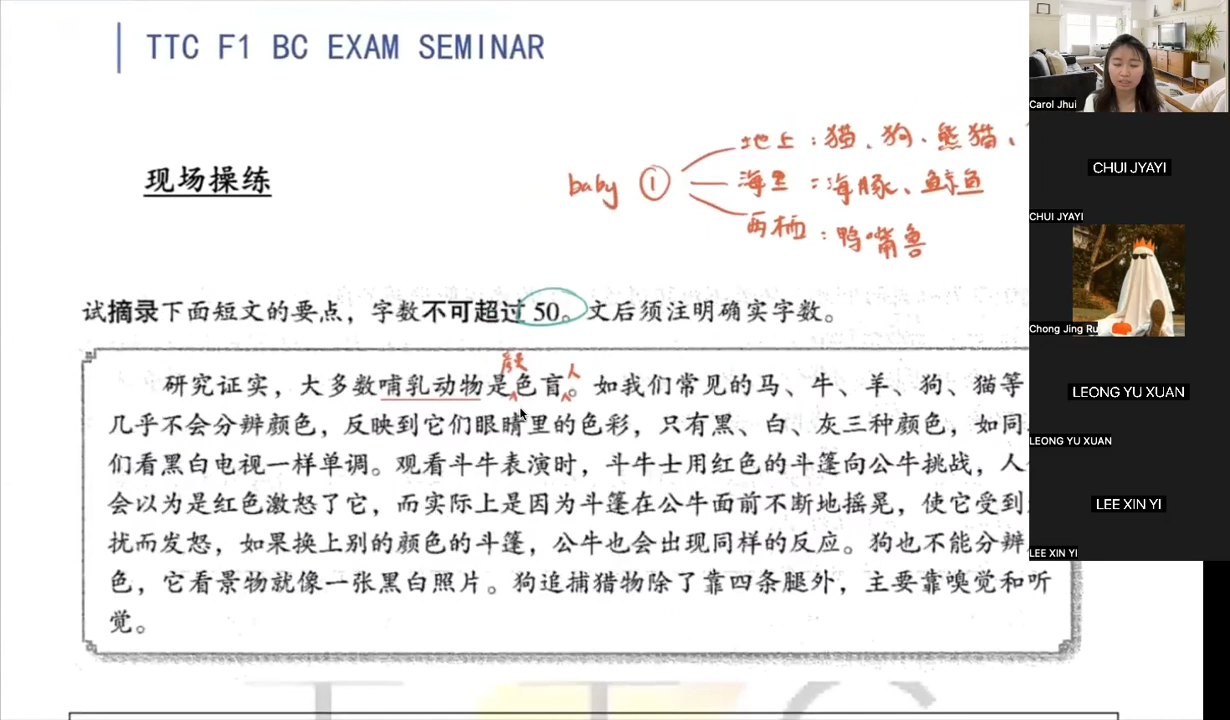 TTC F1 BC EXAM SEMINAR
现场操练
baby ①
地上：猫、狗、熊猫、
海里：海豚、鲸鱼
两栖：鸭嘴兽
试摘录下面短文的要点，字数不可超过 50。文后须注明确实字数。
颜 人
研究证实，大多数哺乳动物是色盲。如我们常见的马、牛、羊、狗、猫等
几乎不会分辨颜色，反映到它们眼睛里的色彩，只有黑、白、灰三种颜色，如同
们看黑白电视一样单调。观看斗牛表演时，斗牛士用红色的斗篷向公牛挑战，人
会以为是红色激怒了它，而实际上是因为斗篷在公牛面前不断地摇晃，使它受到
扰而发怒，如果换上别的颜色的斗篷，公牛也会出现同样的反应。狗也不能分辨
色，它看景物就像一张黑白照片。狗追捕猎物除了靠四条腿外，主要靠嗅觉和听
觉。
Carol Jhui
CHUI JYAYI
CHUI JYAYI
Chong Jing Ru
LEONG YU XUAN
LEONG YU XUAN
LEE XIN YI
LEE XIN YI